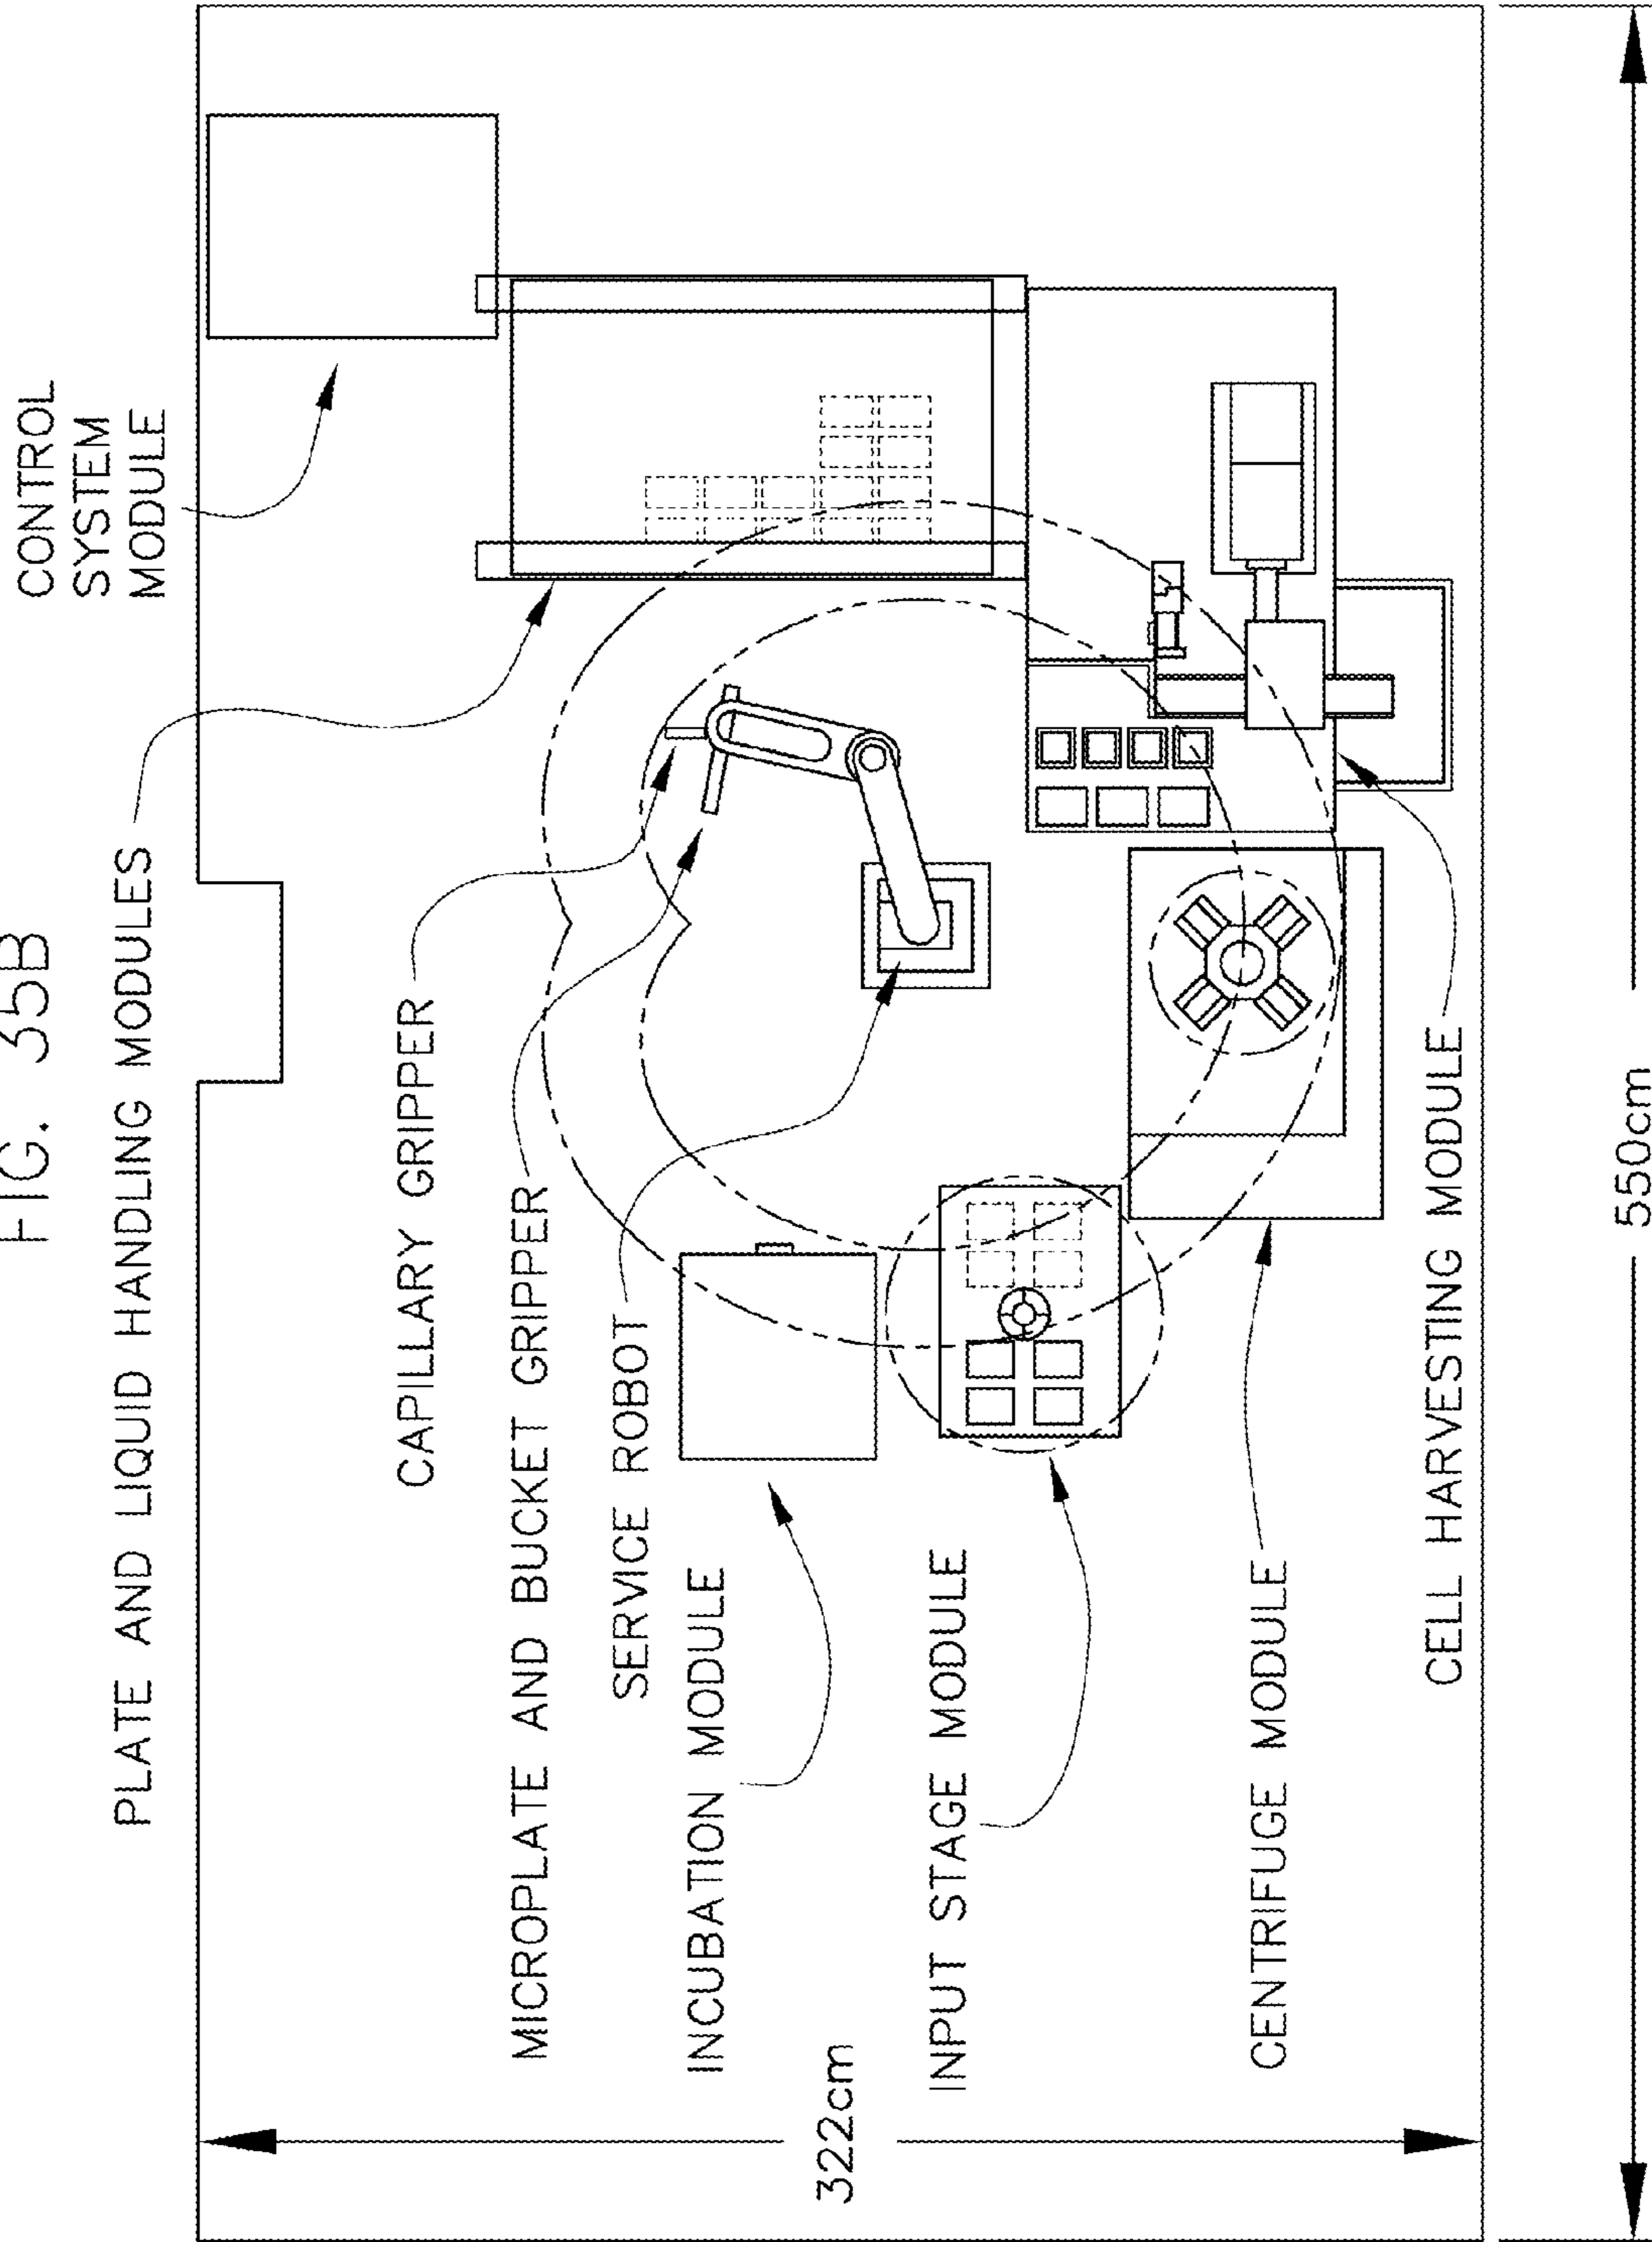 FIG. 35B
CONTROL
SYSTEM
MODULE
PLATE AND LIQUID HANDLING MODULES
CAPILLARY GRIPPER
MICROPLATE AND BUCKET GRIPPER
SERVICE ROBOT
INCUBATION MODULE
INPUT STAGE MODULE
CENTRIFUGE MODULE
CELL HARVESTING MODULE
322cm
550cm